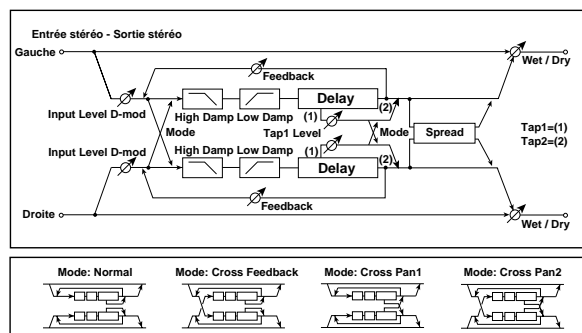 Entrée stéréo - Sortie stéréo
Gauche
Wet / Dry
Feedback
Input Level D-mod
High Damp Low Damp
Delay
(1)
(2)
Mode
Tap1 Level
Mode
Spread
Tap1=(1)
Tap2=(2)
Input Level D-mod
High Damp Low Damp
(1)
(2)
Delay
Feedback
Droite
Wet / Dry
Mode: Normal
Mode: Cross Feedback
Mode: Cross Pan1
Mode: Cross Pan2